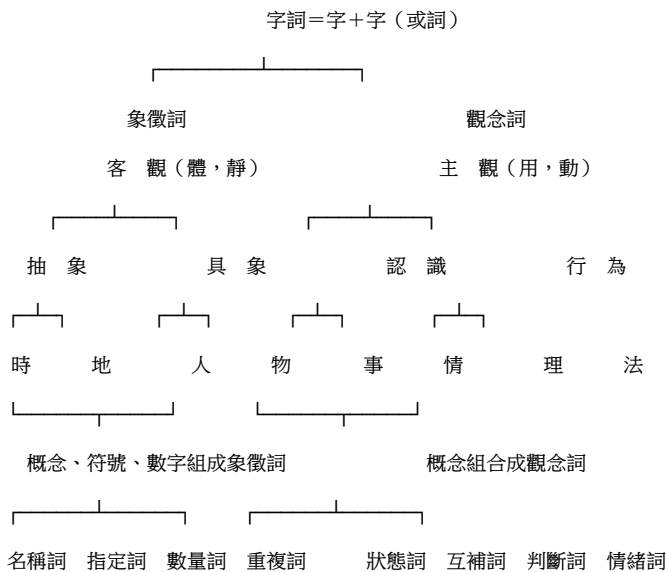 字詞＝字＋字（或詞）
象徵詞 觀念詞
客 觀（體，靜） 主 觀（用，動）
抽 象 具 象 認 識 行 為
時 地 人 物 事 情 理 法
概念、符號、數字組成象徵詞 概念組合成觀念詞
名稱詞 指定詞 數量詞 重複詞 狀態詞 互補詞 判斷詞 情緒詞